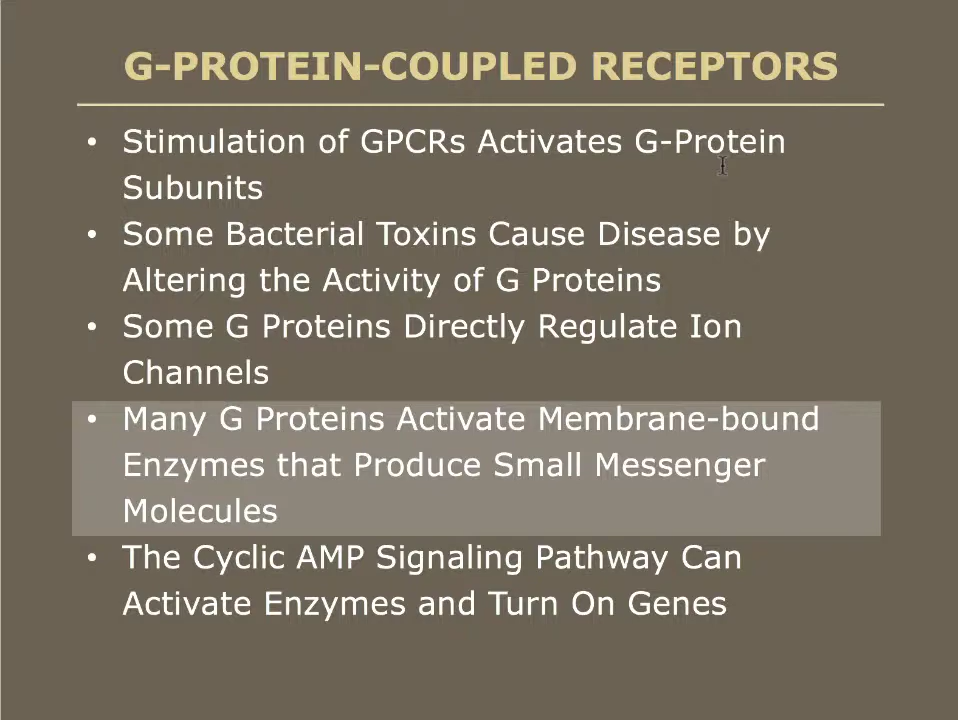 G-PROTEIN-COUPLED RECEPTORS
• Stimulation of GPCRs Activates G-Protein
Subunits
• Some Bacterial Toxins Cause Disease by
Altering the Activity of G Proteins
• Some G Proteins Directly Regulate Ion
Channels
• Many G Proteins Activate Membrane-bound
Enzymes that Produce Small Messenger
Molecules
• The Cyclic AMP Signaling Pathway Can
Activate Enzymes and Turn On Genes